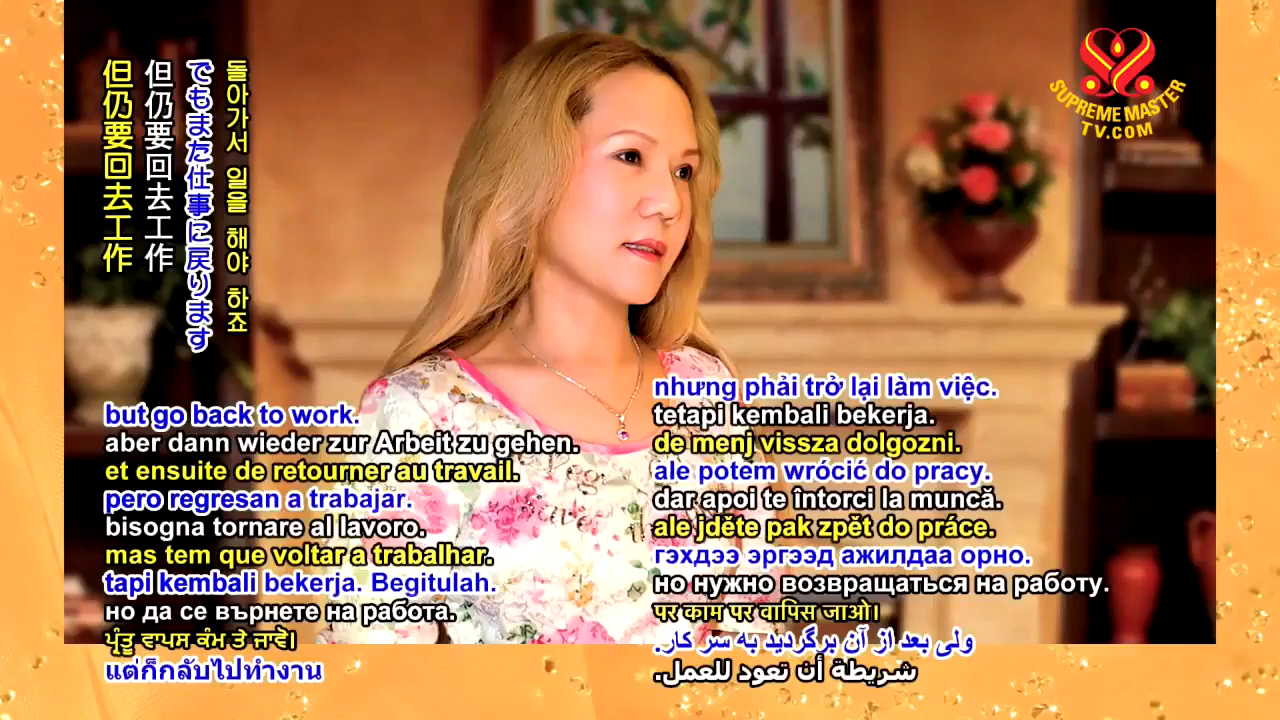 돌아가서 일을 해야 하죠
でもまた仕事に戻ります
但仍要回去工作
但仍要回去工作
SUPREME MASTER
TV.COM
but go back to work.
aber dann wieder zur Arbeit zu gehen.
et ensuite de retourner au travail.
pero regresan a trabajar.
bisogna tornare al lavoro.
mas tem que voltar a trabalhar.
tapi kembali bekerja. Begitulah.
но да се върнете на работа.
ਪ੍ਰੰਤੂ ਵਾਪਸ ਕੰਮ ਤੇ ਜਾਵੋ।
แต่ก็กลับไปทำงาน
nhưng phải trở lại làm việc.
tetapi kembali bekerja.
de menj vissza dolgozni.
ale potem wrócić do pracy.
dar apoi te întorci la muncă.
ale jděte pak zpět do práce.
гэхдээ эргээд ажилдаа орно.
но нужно возвращаться на работу.
पर काम पर वापिस जाओ।
ولی بعد از آن برگردید به سر کار.
شريطة أن تعود للعمل.